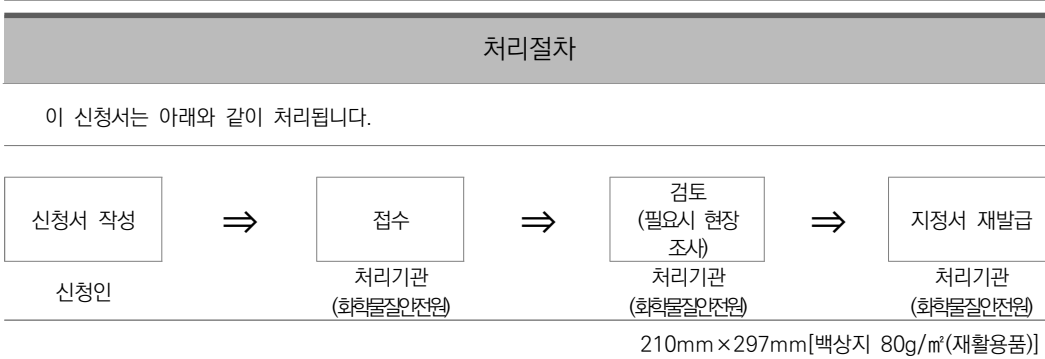 처리절차
이 신청서는 아래와 같이 처리됩니다.
신청서 작성 ⇒ 접수 ⇒ 검토
(필요시 현장
조사) ⇒ 지정서 재발급
신청인 처리기관
(화학물질안전원) 처리기관
(화학물질안전원) 처리기관
(화학물질안전원)
210mm×297mm[백상지 80g/㎡(재활용품)]